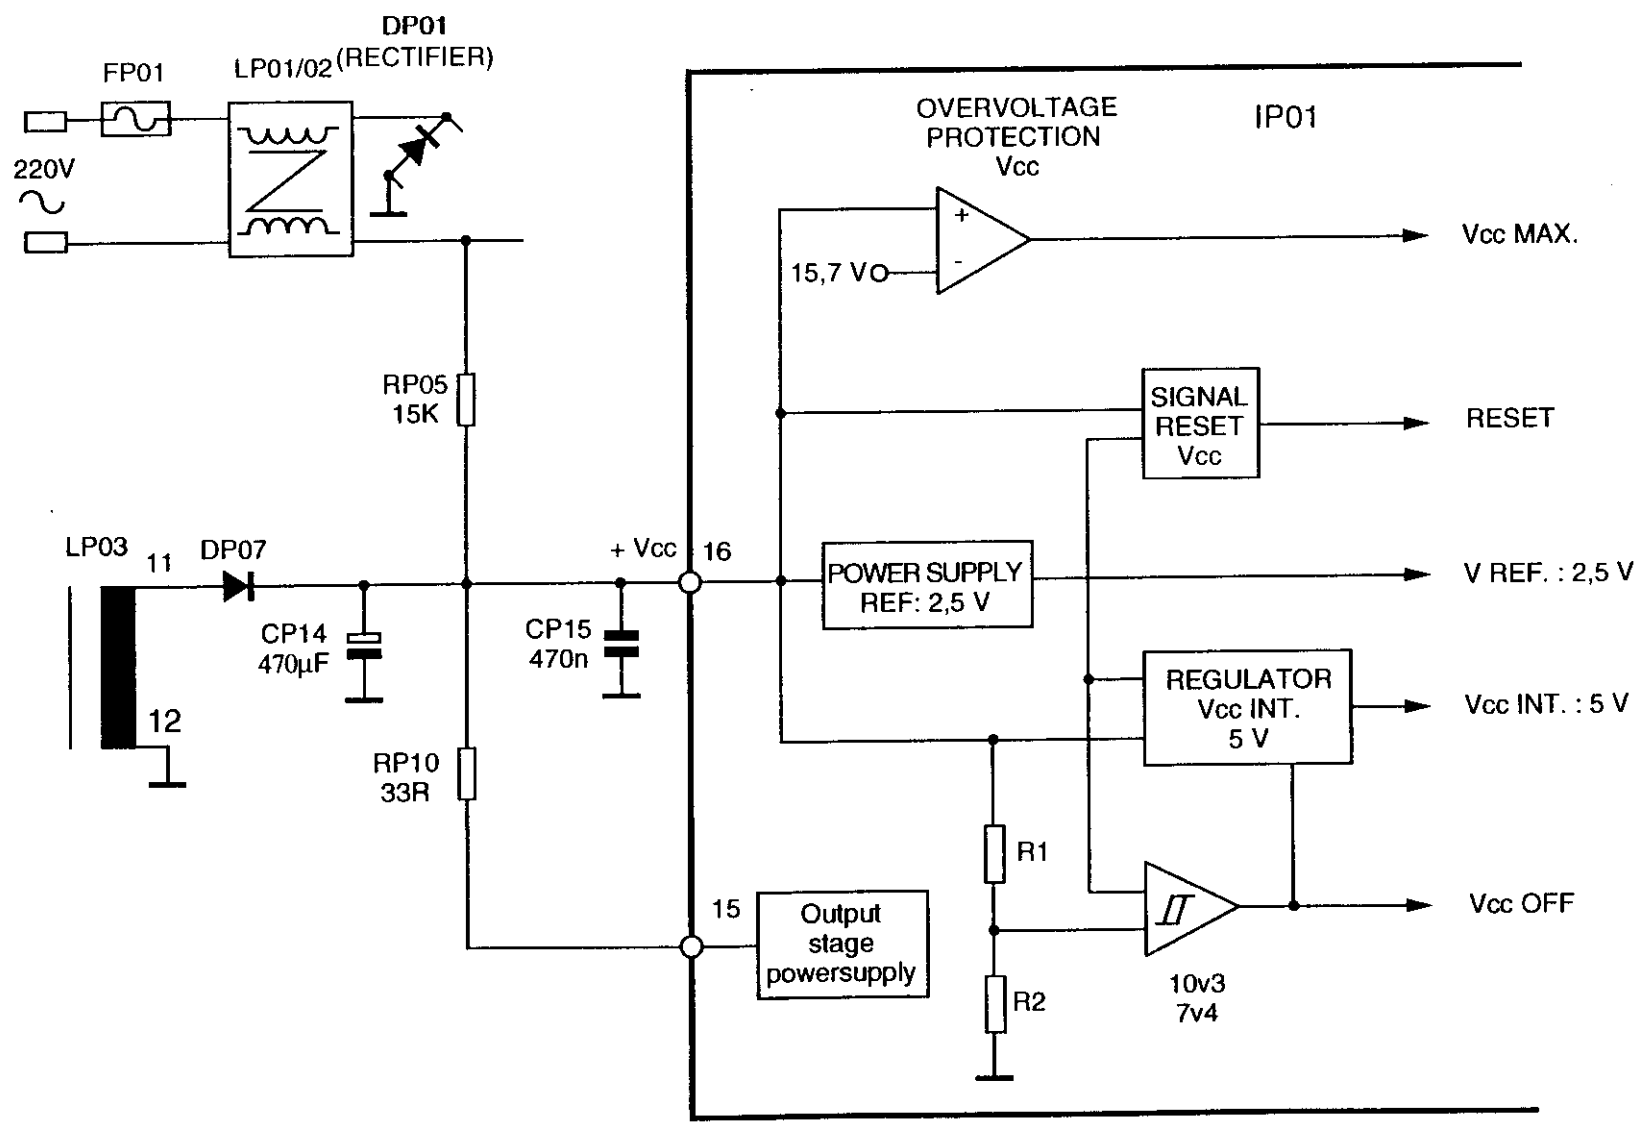 DP01
(RECTIFIER)
FP01
LP01/02
220V
OVERVOLTAGE
PROTECTION
Vcc
IP01
+
-
15,7 V
Vcc MAX.
RP05
15K
SIGNAL
RESET
Vcc
RESET
LP03
11
DP07
+ Vcc
16
POWER SUPPLY
REF: 2,5 V
V REF. : 2,5 V
CP14
470µF
CP15
470n
12
REGULATOR
Vcc INT.
5 V
Vcc INT. : 5 V
RP10
33R
R1
15
Output
stage
powersupply
Vcc OFF
R2
10v3
7v4